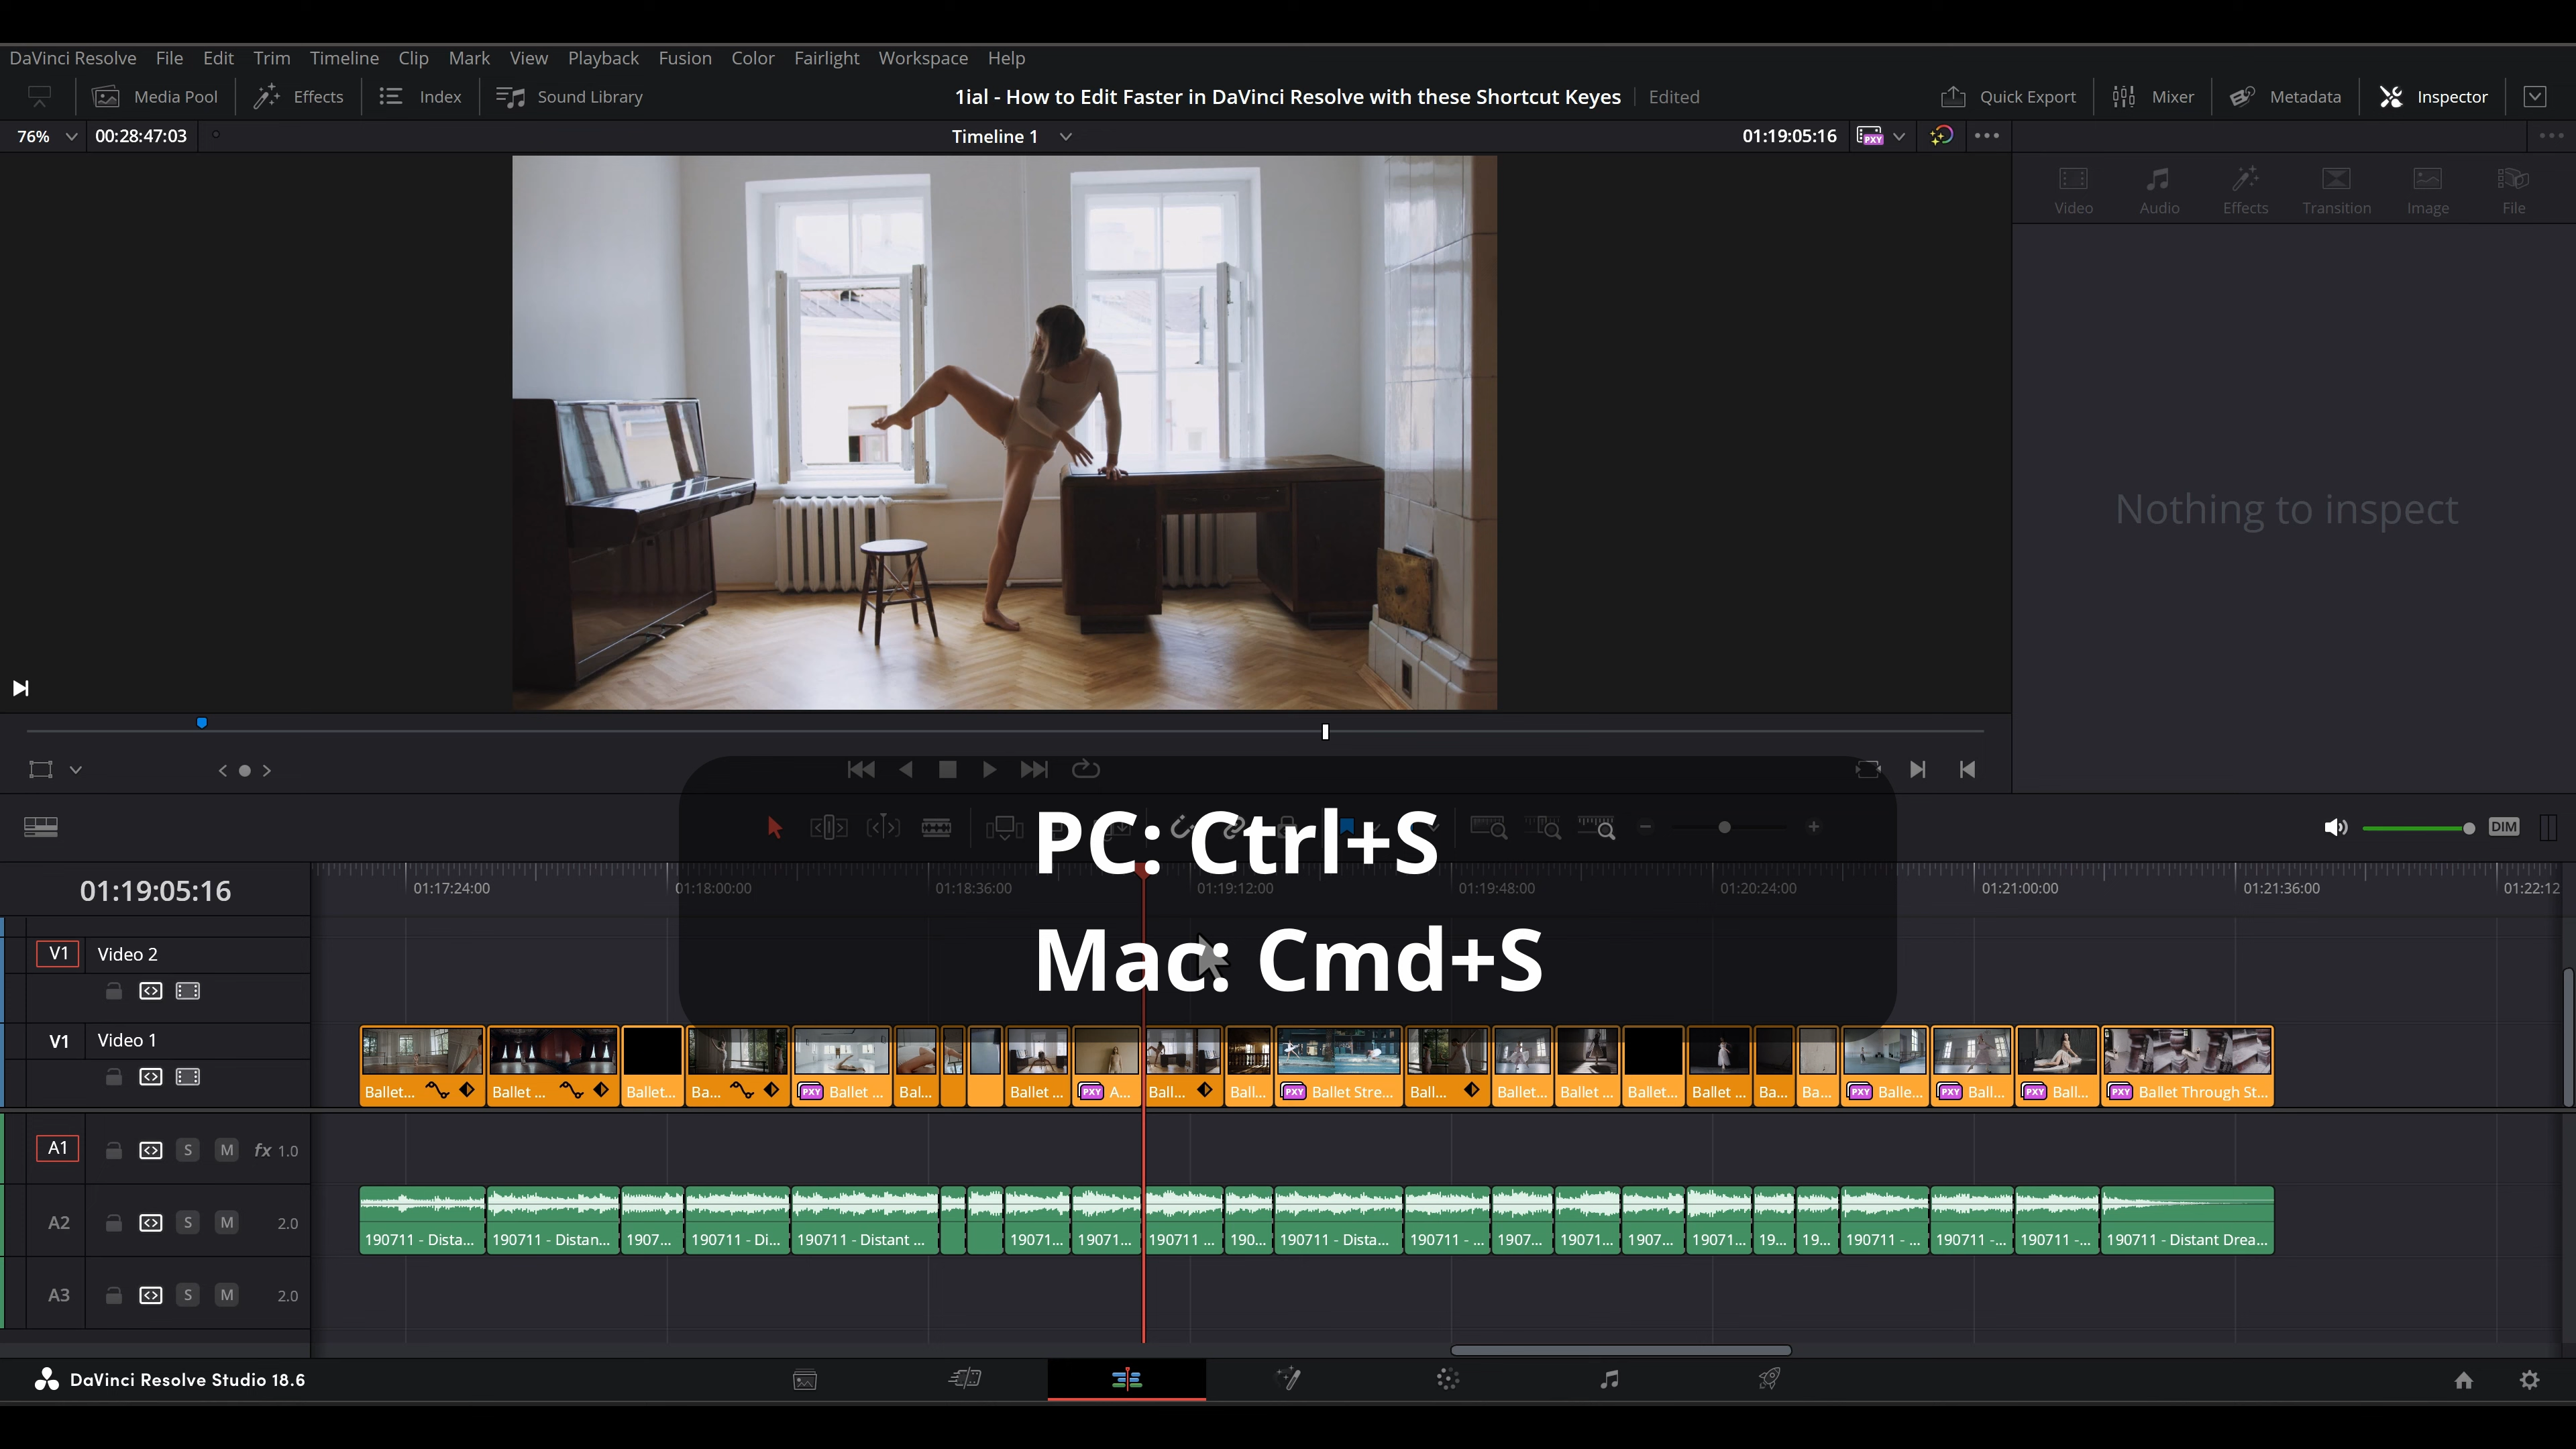 DaVinci Resolve File Edit Trim Timeline Clip Mark View Playback Fusion Color Fairlight Workspace Help
Media Pool Effects Index Sound Library 1ial - How to Edit Faster in DaVinci Resolve with these Shortcut Keyes Edited Quick Export Mixer Metadata Inspector
76% 00:28:47:03 Timeline 1 01:19:05:16 PXY
Video Audio Effects Transition Image File
Nothing to inspect
DIM
PC: Ctrl+S
Mac: Cmd+S
01:19:05:16 01:17:24:00 01:18:00:00 01:18:36:00 01:19:12:00 01:19:48:00 01:20:24:00 01:21:00:00 01:21:36:00 01:22:12
V1 Video 2
V1 Video 1
Ballet... Ballet ... Ballet... Ba... PXY Ballet ... Bal... Ballet ... PXY A... Ball... Ball... PXY Ballet Stre... Ball... Ballet... Ballet ... Ballet... Ballet ... Ba... Ba... PXY Balle... PXY Ball... PXY Ball... PXY Ballet Through St...
A1 S M fx 1.0
A2 S M 2.0
190711 - Dista... 190711 - Distan... 1907... 190711 - Di... 190711 - Distant ... 19071... 19071... 190711 ... 190... 190711 - Dista... 190711 - ... 1907... 19071... 1907... 19071... 19... 19... 190711 - ... 190711 -... 190711 -... 190711 - Distant Drea...
A3 S M 2.0
DaVinci Resolve Studio 18.6